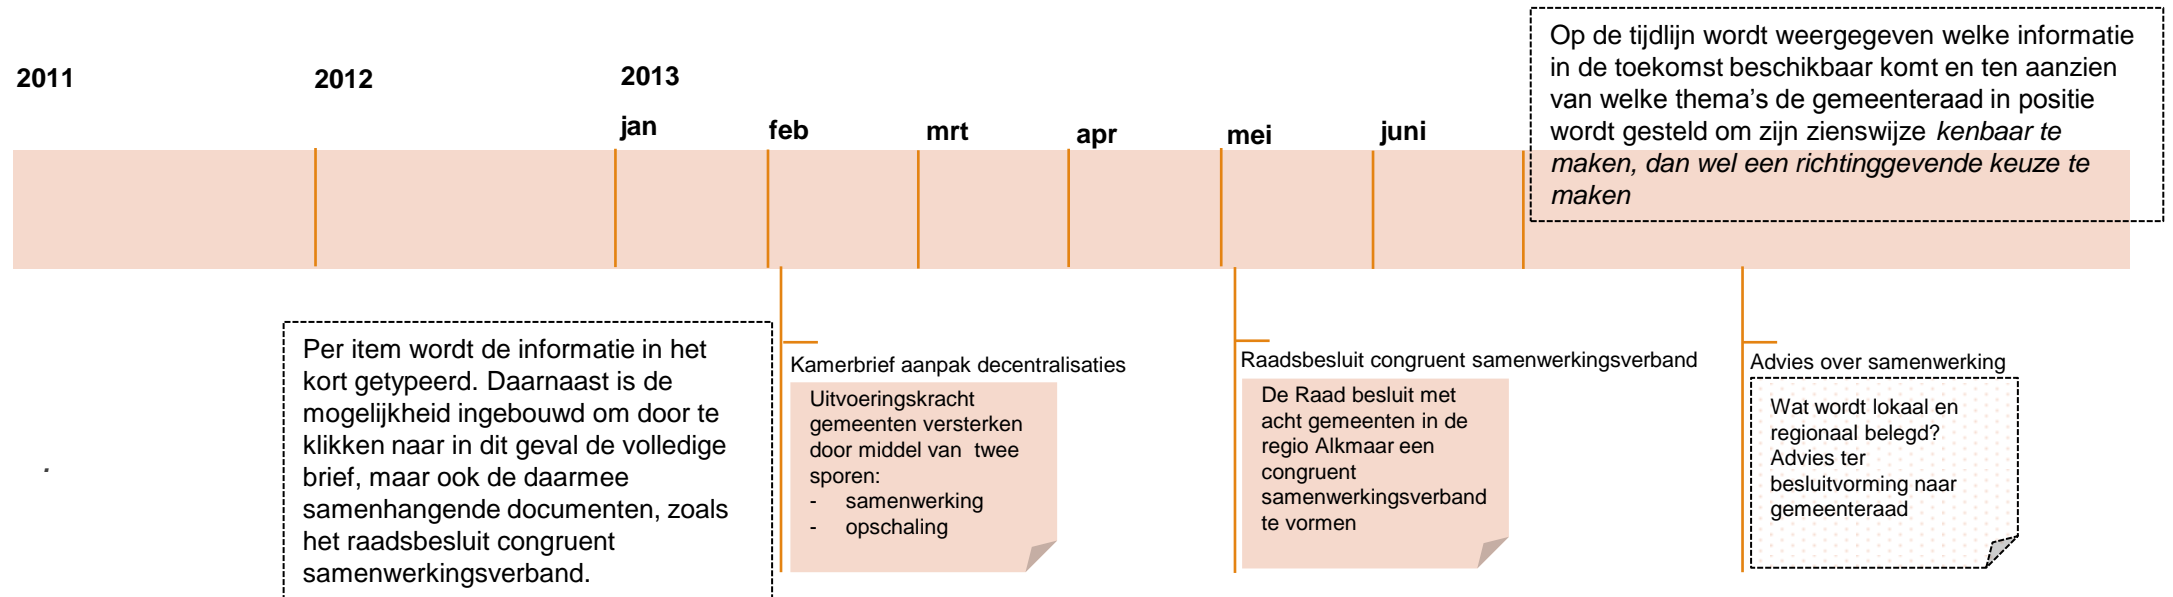 2011
2012
2013
jan
feb
mrt
apr
mei
juni
Op de tijdlijn wordt weergegeven welke informatie
in de toekomst beschikbaar komt en ten aanzien
van welke thema's de gemeenteraad in positie
wordt gesteld om zijn zienswijze kenbaar te
maken, dan wel een richtinggevende keuze te
maken
Per item wordt de informatie in het
kort getypeerd. Daarnaast is de
mogelijkheid ingebouwd om door te
klikken naar in dit geval de volledige
brief, maar ook de daarmee
samenhangende documenten, zoals
het raadsbesluit congruent
samenwerkingsverband.
.
Kamerbrief aanpak decentralisaties
Uitvoeringskracht
gemeenten versterken
door middel van twee
sporen:
- samenwerking
- opschaling
Raadsbesluit congruent samenwerkingsverband
De Raad besluit met
acht gemeenten in de
regio Alkmaar een
congruent
samenwerkingsverband
te vormen
Advies over samenwerking
Wat wordt lokaal en
regionaal belegd?
Advies ter
besluitvorming naar
gemeenteraad